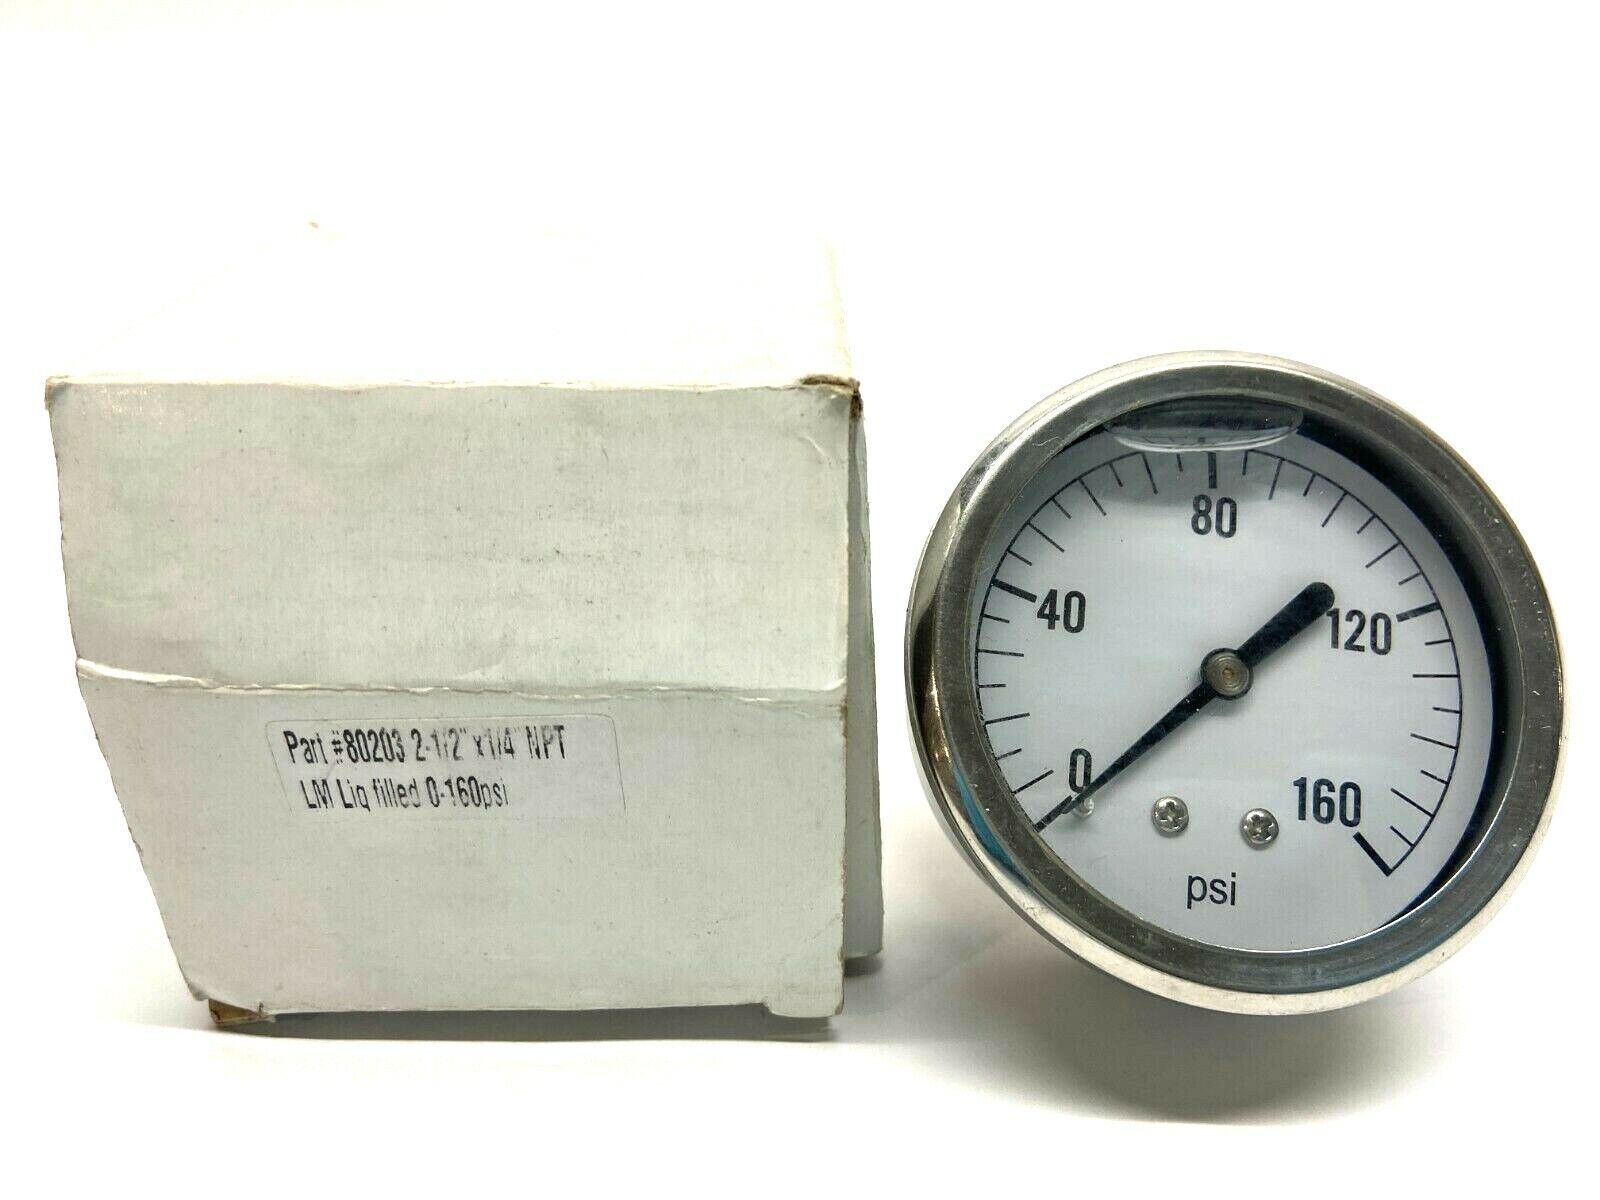 Part #80203 2-1/2" x1/4" NPT
LM Liq filled 0-160psi
80
40
120
0
160
psi